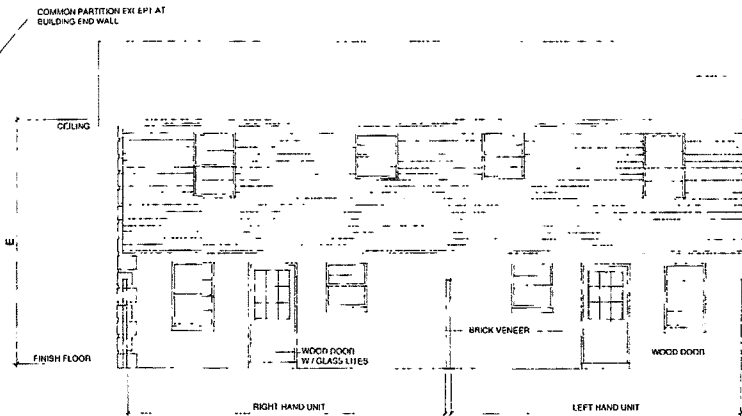 COMMON PARTITION EXCEPT AT
BUILDING END WALL
CEILING
E
BRICK VENEER
FINISH FLOOR
WOOD DOOR
W/ GLASS LITES
WOOD DOOR
RIGHT HAND UNIT
LEFT HAND UNIT